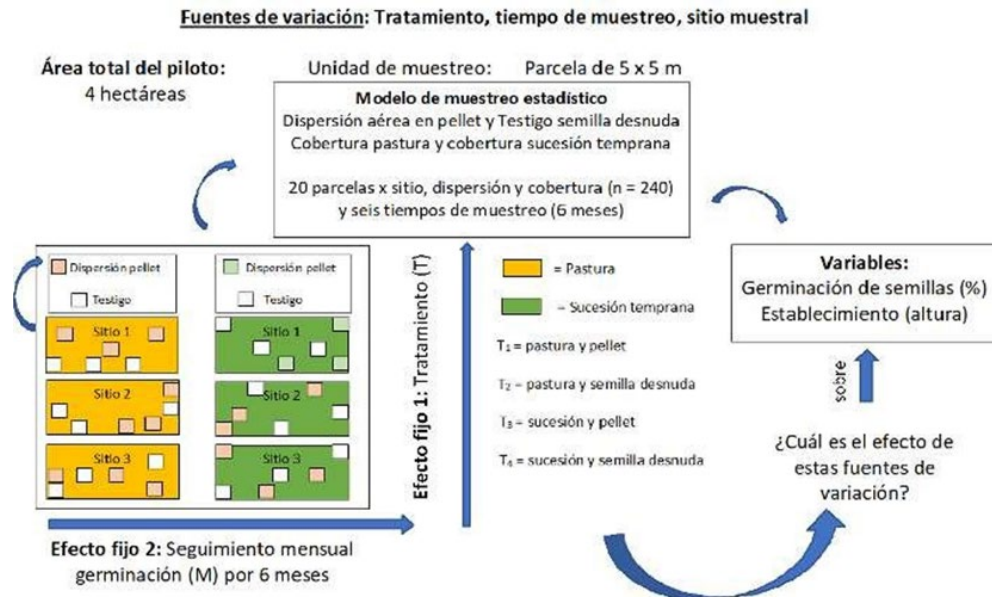 Fuentes de variación: Tratamiento, tiempo de muestreo, sitio muestral
Área total del piloto:
4 hectáreas
Unidad de muestreo: Parcela de 5 x 5 m
Modelo de muestreo estadístico
Dispersión aérea en pellet y Testigo semilla desnuda
Cobertura pastura y cobertura sucesión temprana
20 parcelas x sitio, dispersión y cobertura (n = 240)
y seis tiempos de muestreo (6 meses)
Dispersión pellet
Testigo
Sitio 1
Sitio 2
Sitio 3
Dispersión pellet
Testigo
Sitio 1
Sitio 2
Sitio 3
Efecto fijo 2: Seguimiento mensual
germinación (M) por 6 meses
Efecto fijo 1: Tratamiento (T)
= Pastura
= Sucesión temprana
T₁ = pastura y pellet
T₂ = pastura y semilla desnuda
T₃ = sucesión y pellet
T₄ = sucesión y semilla desnuda
Variables:
Germinación de semillas (%)
Establecimiento (altura)
sobre
¿Cuál es el efecto de
estas fuentes de
variación?